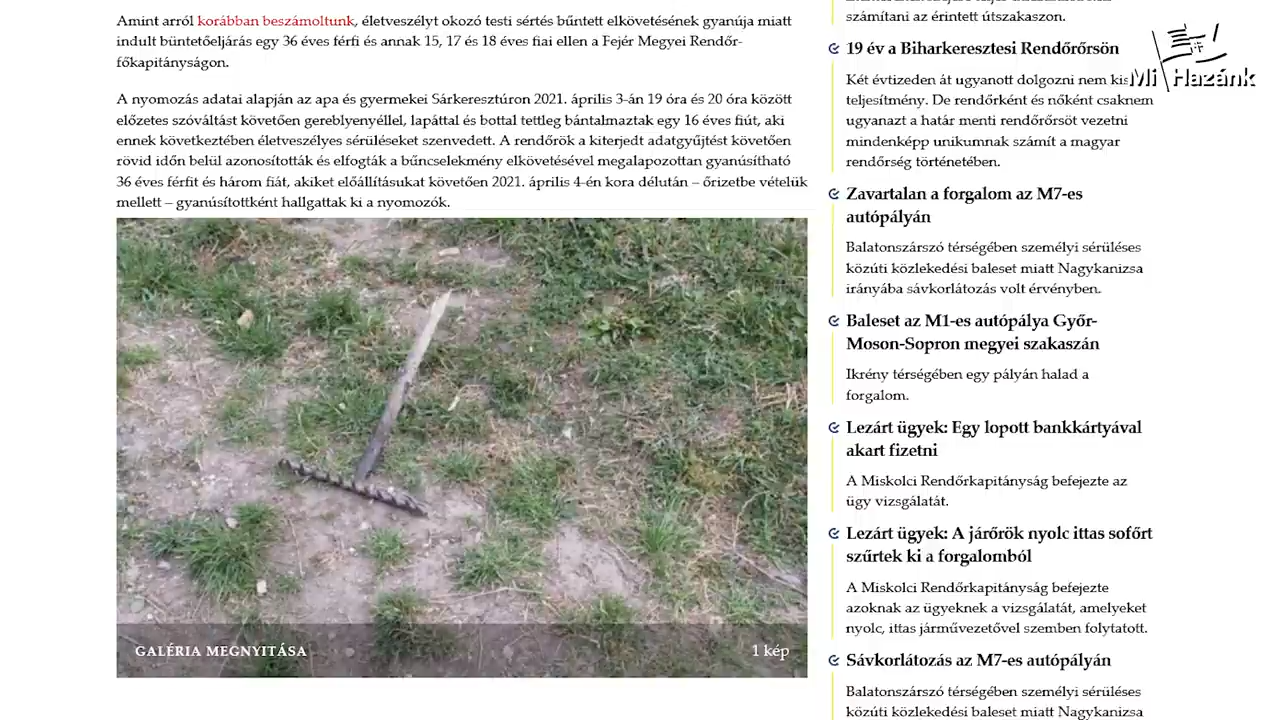 Amint arról korábban beszámoltunk, életveszélyt okozó testi sértés bűntett elkövetésének gyanúja miatt
indult büntetőeljárás egy 36 éves férfi és annak 15, 17 és 18 éves fiai ellen a Fejér Megyei Rendőr-
főkapitányságon.
A nyomozás adatai alapján az apa és gyermekei Sárkeresztúron 2021. április 3-án 19 óra és 20 óra között
előzetes szóváltást követően gereblyenyéllel, lapáttal és bottal tettleg bántalmaztak egy 16 éves fiút, aki
ennek következtében életveszélyes sérüléseket szenvedett. A rendőrök a kiterjedt adatgyűjtést követően
rövid időn belül azonosították és elfogták a bűncselekmény elkövetésével megalapozottan gyanúsítható
36 éves férfit és három fiát, akiket előállításukat követően 2021. április 4-én kora délután – őrizetbe vételük
mellett – gyanúsítottként hallgattak ki a nyomozók.
GALÉRIA MEGNYITÁSA
1 kép
számítani az érintett útszakaszon.
19 év a Biharkeresztesi Rendőrőrsön
Két évtizeden át ugyanott dolgozni nem kis
teljesítmény. De rendőrként és nőként csaknem
ugyanazt a határ menti rendőrőrsöt vezetni
mindenképp unikumnak számít a magyar
rendőrség történetében.
Zavartalan a forgalom az M7-es
autópályán
Balatonszárszó térségében személyi sérüléses
közúti közlekedési baleset miatt Nagykanizsa
irányába sávkorlátozás volt érvényben.
Baleset az M1-es autópálya Győr-
Moson-Sopron megyei szakaszán
Ikrény térségében egy pályán halad a
forgalom.
Lezárt ügyek: Egy lopott bankkártyával
akart fizetni
A Miskolci Rendőrkapitányság befejezte az
ügy vizsgálatát.
Lezárt ügyek: A járőrök nyolc ittas sofőrt
szűrtek ki a forgalomból
A Miskolci Rendőrkapitányság befejezte
azoknak az ügyeknek a vizsgálatát, amelyeket
nyolc, ittas járművezetővel szemben folytatott.
Sávkorlátozás az M7-es autópályán
Balatonszárszó térségében személyi sérüléses
közúti közlekedési baleset miatt Nagykanizsa
Mi Hazánk